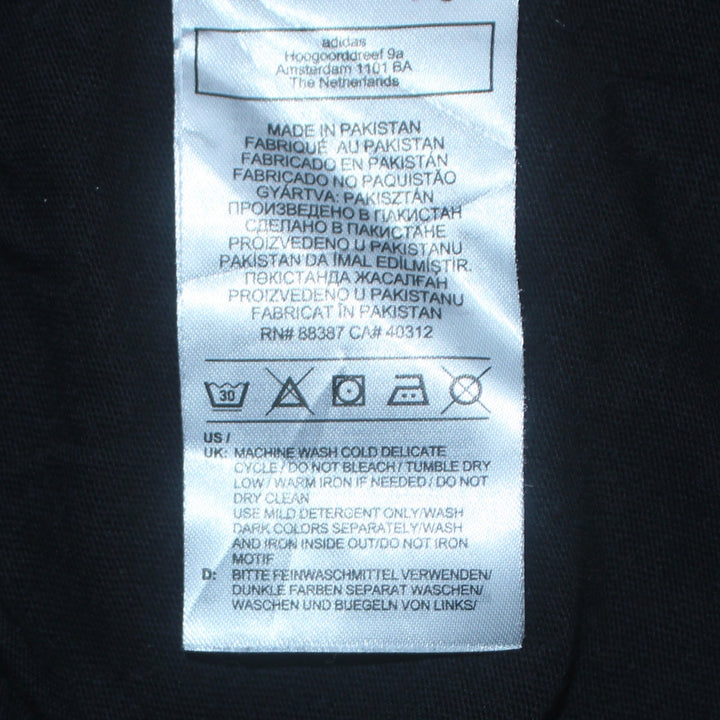 adidas
Hoogoorddreef 9a
Amsterdam 1101 BA
The Netherlands
MADE IN PAKISTAN
FABRIQUÉ AU PAKISTAN
FABRICADO EN PAKISTÁN
FABRICADO NO PAQUISTÃO
GYÁRTVA: PAKISZTÁN
ПРОИЗВЕДЕНО В ПАКИСТАН
СДЕЛАНО В ПАКИСТАНЕ
PROIZVEDENO U PAKISTANU
PAKISTAN DA İMAL EDİLMİŞTİR.
ПӘКІСТАНДА ЖАСАЛҒАН
PROIZVEDENO U PAKISTANU
FABRICAT ÎN PAKISTAN
RN# 88387 CA# 40312
30
US /
UK: MACHINE WASH COLD DELICATE
CYCLE / DO NOT BLEACH / TUMBLE DRY
LOW / WARM IRON IF NEEDED / DO NOT
DRY CLEAN
USE MILD DETERGENT ONLY/WASH
DARK COLORS SEPARATELY/WASH
AND IRON INSIDE OUT/DO NOT IRON
MOTIF
D: BITTE FEINWASCHMITTEL VERWENDEN/
DUNKLE FARBEN SEPARAT WASCHEN/
WASCHEN UND BUEGELN VON LINKS/